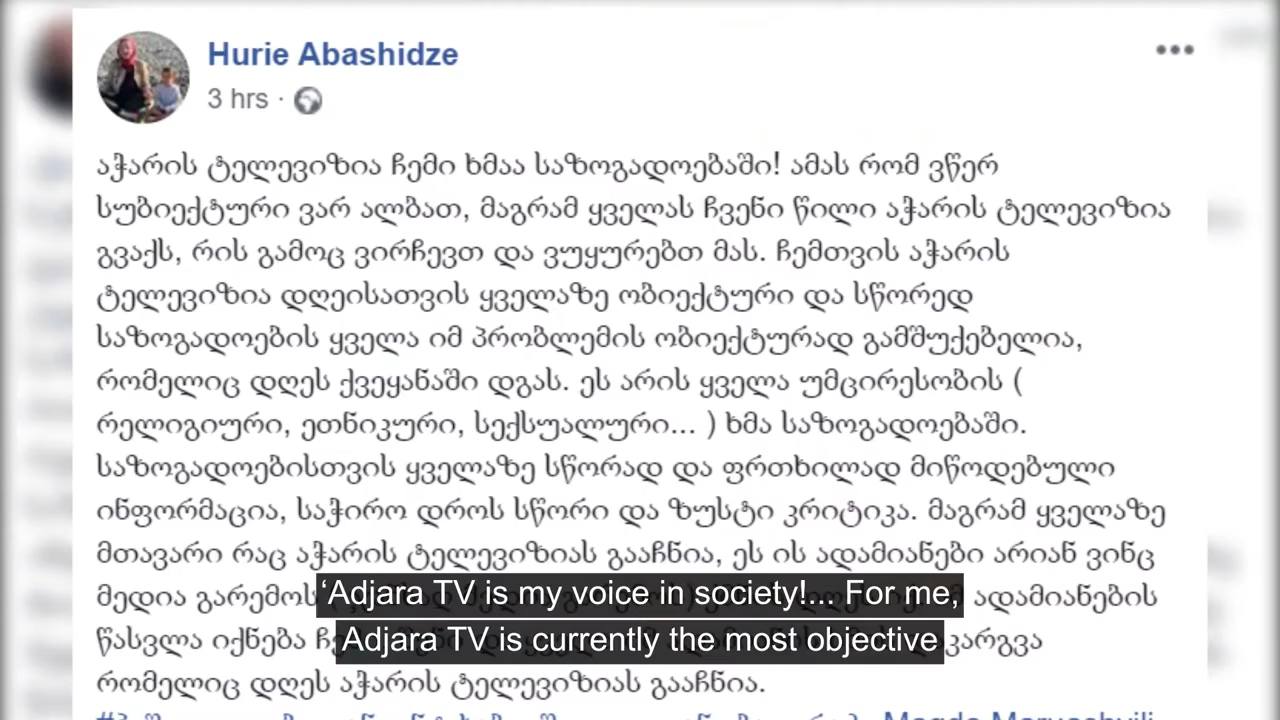 Hurie Abashidze
3 hrs ·
აჭარის ტელევიზია ჩემი ხმაა საზოგადოებაში! ამას რომ ვწერ
სუბიექტური ვარ ალბათ, მაგრამ ყველას ჩვენი წილი აჭარის ტელევიზია
გვაქს, რის გამოც ვირჩევთ და ვუყურებთ მას. ჩემთვის აჭარის
ტელევიზია დღეისათვის ყველაზე ობიექტური და სწორედ
საზოგადოების ყველა იმ პრობლემის ობიექტურად გამშუქებელია,
რომელიც დღეს ქვეყანაში დგას. ეს არის ყველა უმცირესობის (
რელიგიური, ეთნიკური, სექსუალური... ) ხმა საზოგადოებაში.
საზოგადოებისთვის ყველაზე სწორად და ფრთხილად მიწოდებული
ინფორმაცია, საჭირო დროს სწორი და ზუსტი კრიტიკა. მაგრამ ყველაზე
მთავარი რაც აჭარის ტელევიზიას გააჩნია, ეს ის ადამიანები არიან ვინც
მედია გარემოს ადამიანების
წასვლა იქნება
რომელიც დღეს აჭარის ტელევიზიას გააჩნია.
‘Adjara TV is my voice in society!... For me,
Adjara TV is currently the most objective